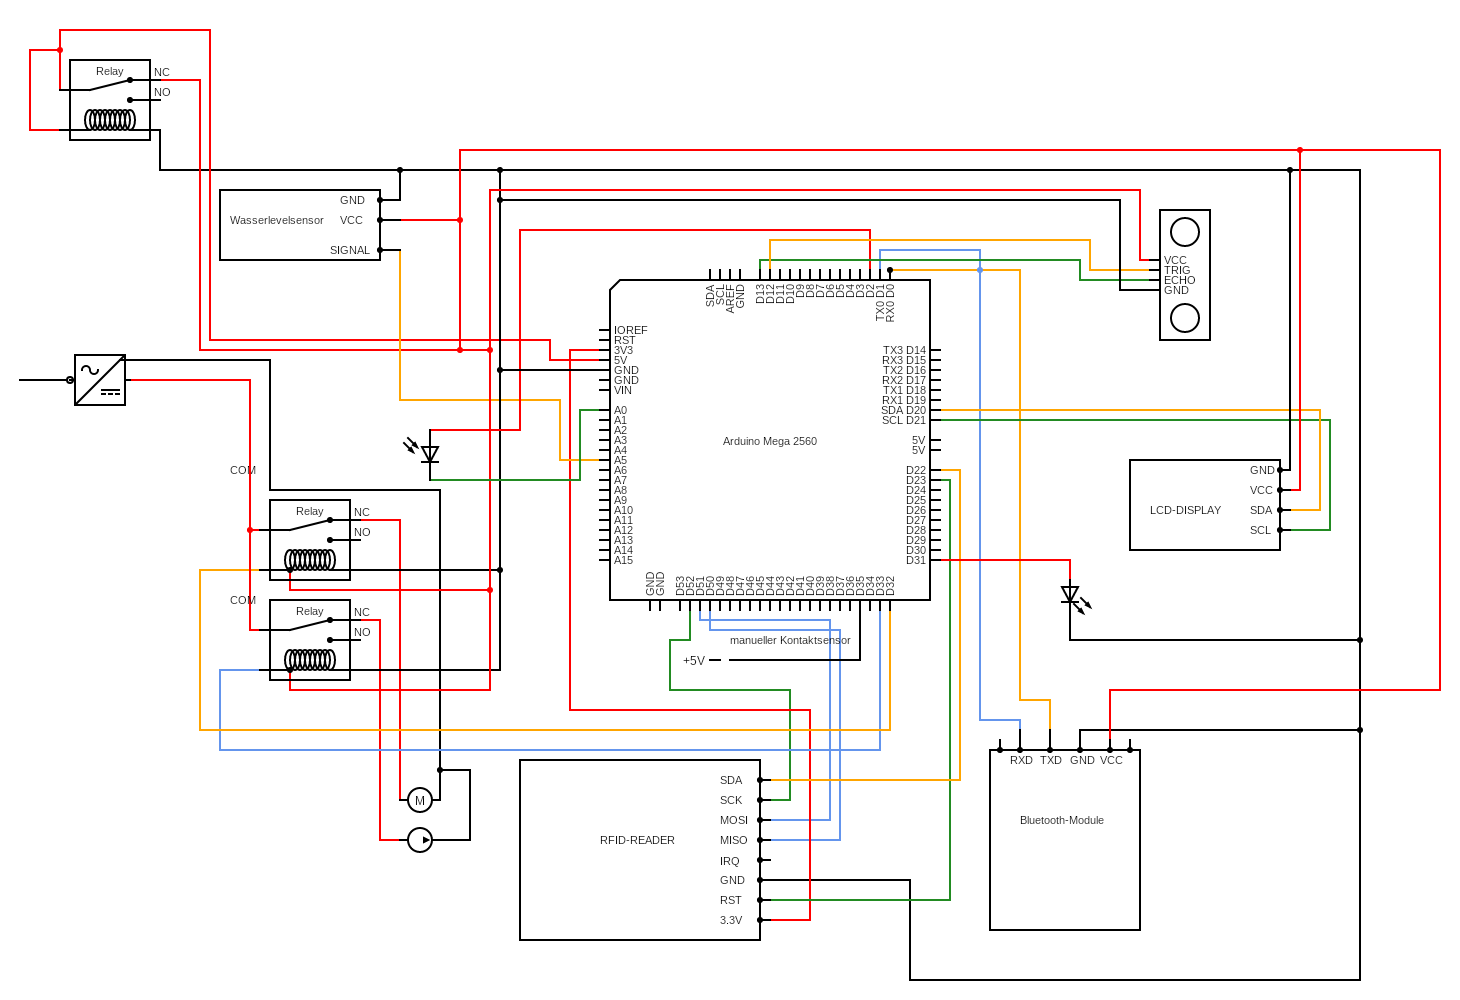 Relay
NC
NO
Wasserlevelsensor
GND
VCC
SIGNAL
VCC
TRIG
ECHO
GND
SDA
SCL
AREF
GND
D13
D12
D11
D10
D9
D8
D7
D6
D5
D4
D3
D2
TX0 D1
RX0 D0
IOREF
RST
3V3
5V
GND
GND
VIN
A0
A1
A2
A3
A4
A5
A6
A7
A8
A9
A10
A11
A12
A13
A14
A15
Arduino Mega 2560
TX3 D14
RX3 D15
TX2 D16
RX2 D17
TX1 D18
RX1 D19
SDA D20
SCL D21
5V
5V
D22
D23
D24
D25
D26
D27
D28
D29
D30
D31
GND
GND
D53
D52
D51
D50
D49
D48
D47
D46
D45
D44
D43
D42
D41
D40
D39
D38
D37
D36
D35
D34
D33
D32
LCD-DISPLAY
GND
VCC
SDA
SCL
COM
Relay
NC
NO
COM
Relay
NC
NO
manueller Kontaktsensor
+5V
M
RFID-READER
SDA
SCK
MOSI
MISO
IRQ
GND
RST
3.3V
RXD TXD GND VCC
Bluetooth-Module